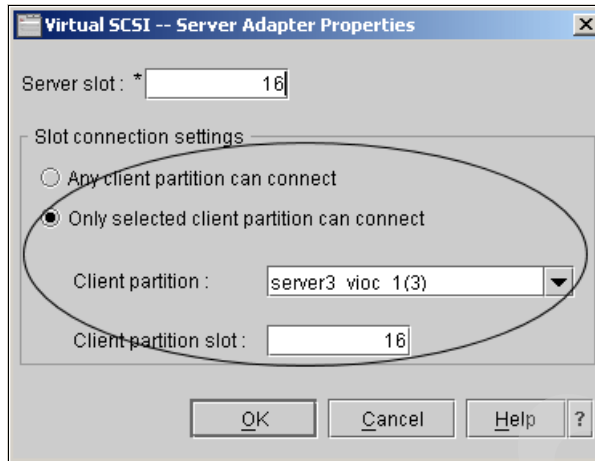 Virtual SCSI -- Server Adapter Properties
Server slot : * 16
Slot connection settings
Any client partition can connect
Only selected client partition can connect
Client partition : server3 vioc 1(3)
Client partition slot : 16
OK Cancel Help ?